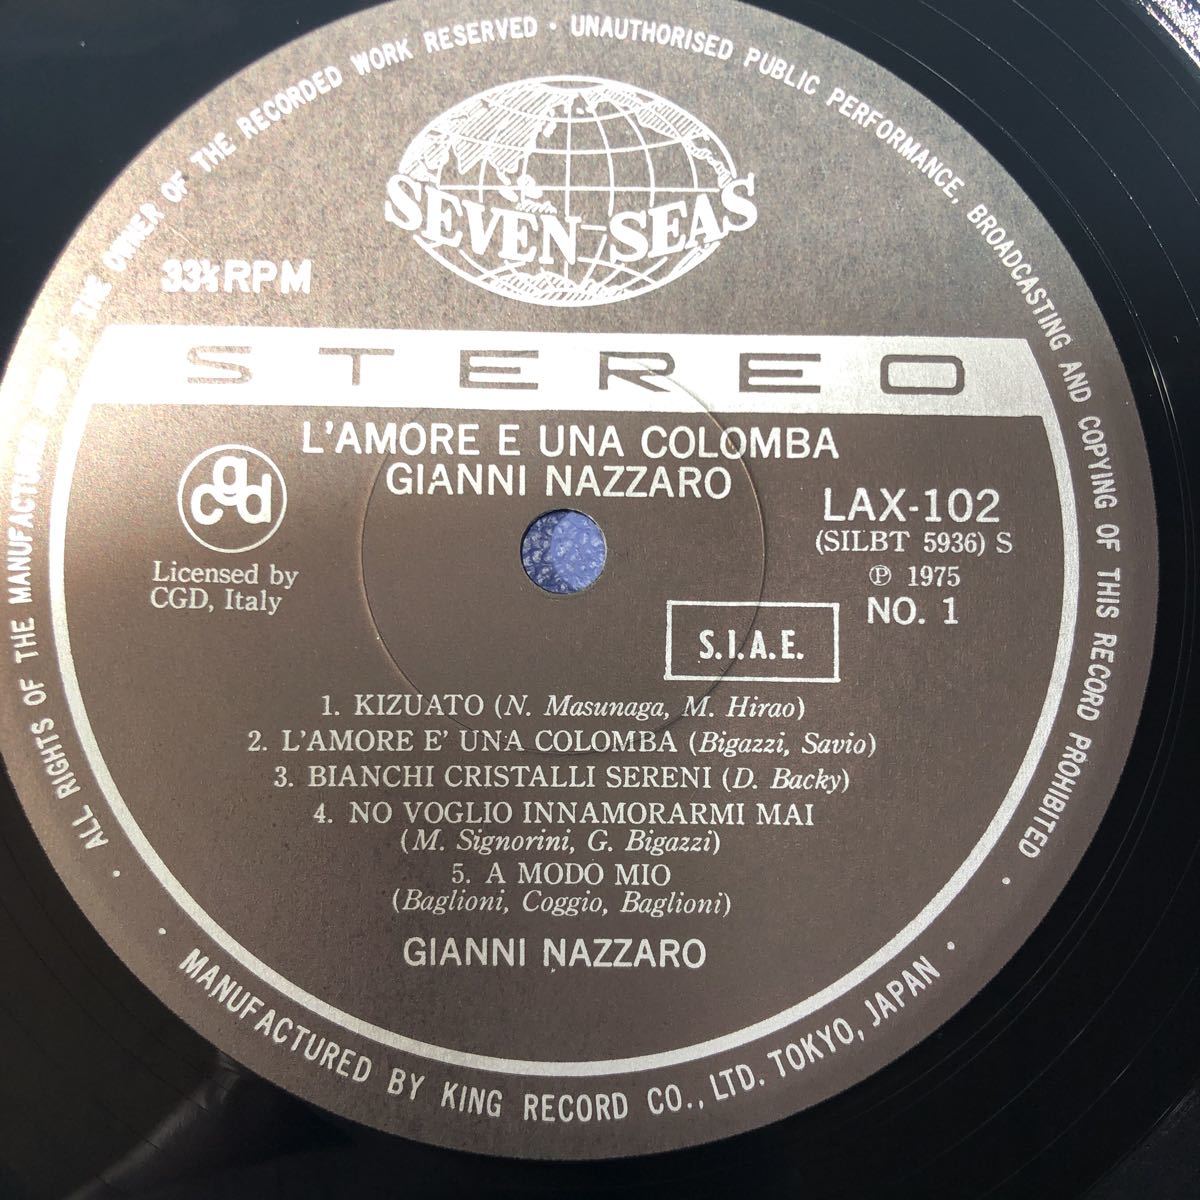 ALL RIGHTS OF THE MANUFACTURER AND OF THE OWNER OF THE RECORDED WORK RESERVED · UNAUTHORISED PUBLIC PERFORMANCE, BROADCASTING AND COPYING OF THIS RECORD PROHIBITED
SEVEN SEAS
33⅓RPM
STEREO
L'AMORE E UNA COLOMBA
GIANNI NAZZARO
cgd
Licensed by
CGD, Italy
LAX-102
(SILBT 5936) S
℗ 1975
NO. 1
S.I.A.E.
1. KIZUATO (N. Masunaga, M. Hirao)
2. L'AMORE E' UNA COLOMBA (Bigazzi, Savio)
3. BIANCHI CRISTALLI SERENI (D. Backy)
4. NO VOGLIO INNAMORARMI MAI
(M. Signorini, G. Bigazzi)
5. A MODO MIO
(Baglioni, Coggio, Baglioni)
GIANNI NAZZARO
· MANUFACTURED BY KING RECORD CO., LTD. TOKYO, JAPAN ·